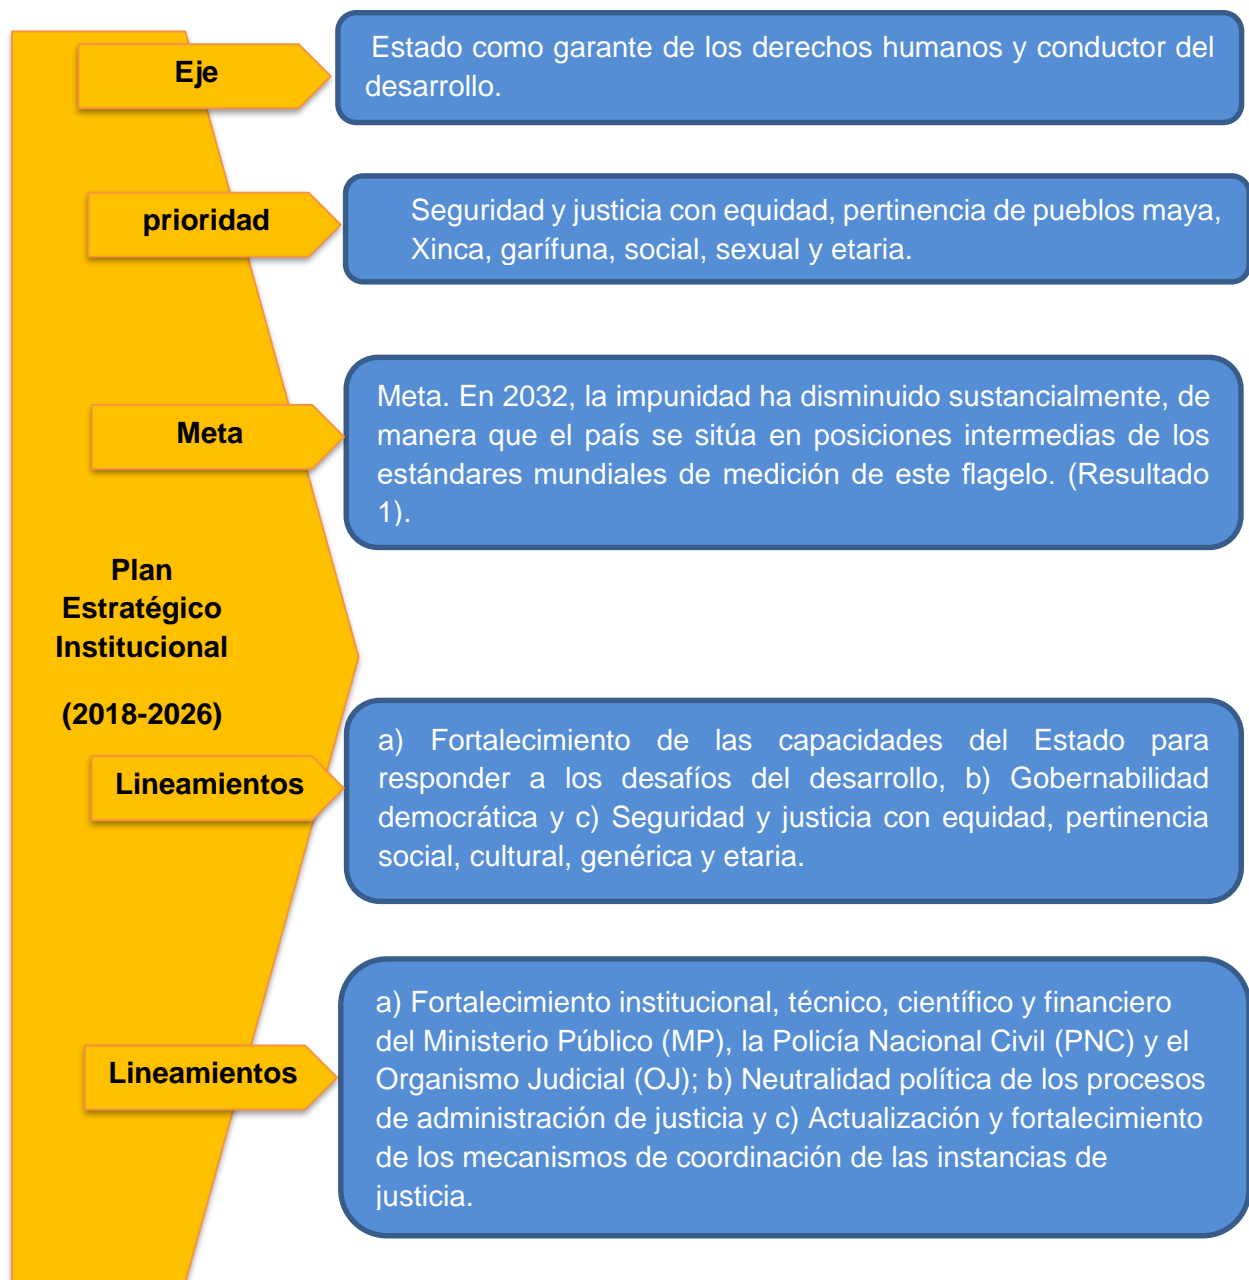 Eje
Estado como garante de los derechos humanos y conductor del
desarrollo.
prioridad
Seguridad y justicia con equidad, pertinencia de pueblos maya,
Xinca, garífuna, social, sexual y etaria.
Meta
Meta. En 2032, la impunidad ha disminuido sustancialmente, de
manera que el país se sitúa en posiciones intermedias de los
estándares mundiales de medición de este flagelo. (Resultado
1).
Plan
Estratégico
Institucional
(2018-2026)
Lineamientos
a) Fortalecimiento de las capacidades del Estado para
responder a los desafíos del desarrollo, b) Gobernabilidad
democrática y c) Seguridad y justicia con equidad, pertinencia
social, cultural, genérica y etaria.
Lineamientos
a) Fortalecimiento institucional, técnico, científico y financiero
del Ministerio Público (MP), la Policía Nacional Civil (PNC) y el
Organismo Judicial (OJ); b) Neutralidad política de los procesos
de administración de justicia y c) Actualización y fortalecimiento
de los mecanismos de coordinación de las instancias de
justicia.